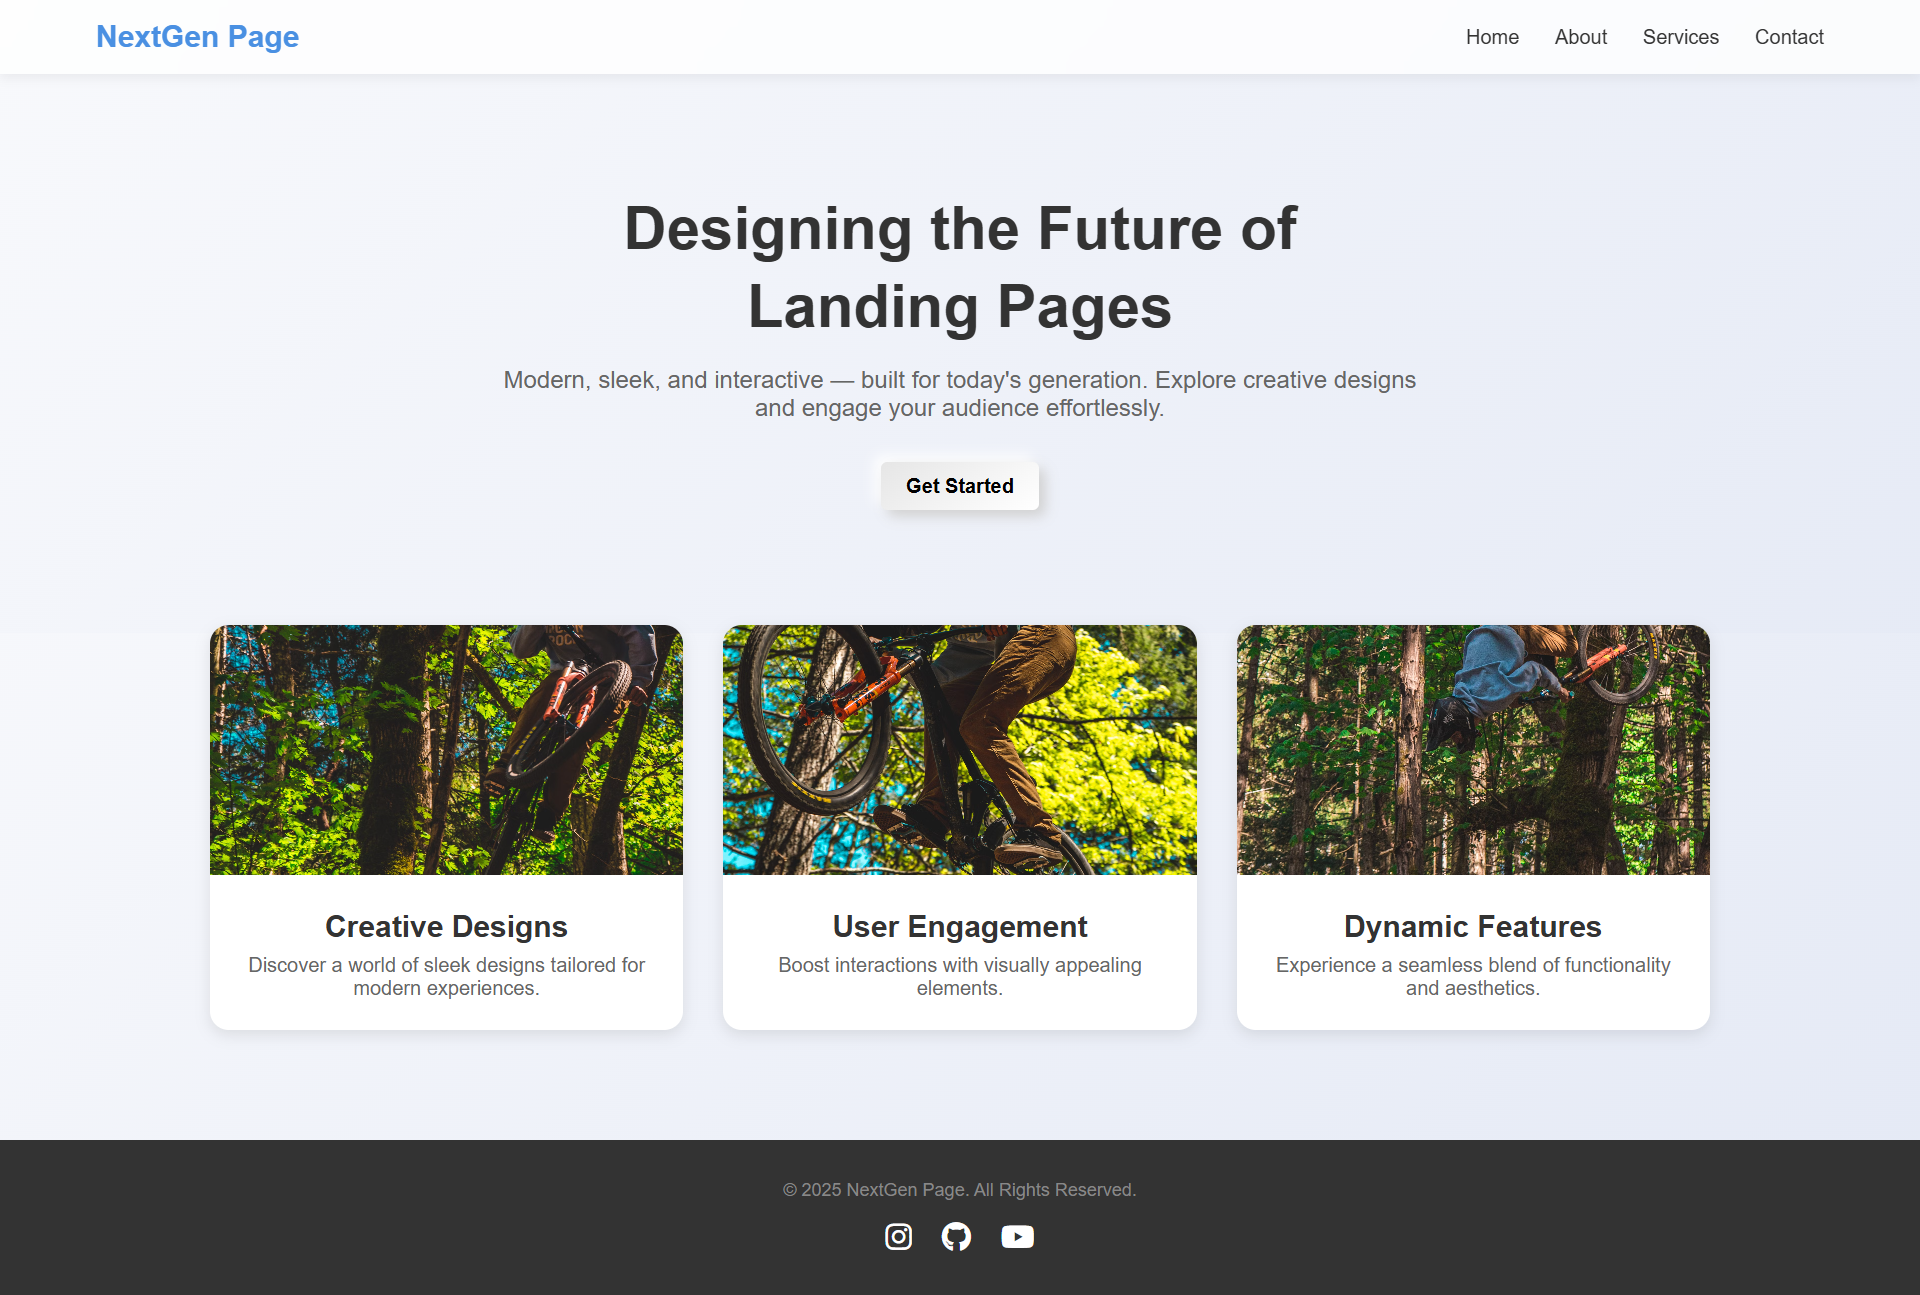 NextGen Page
Home About Services Contact
Designing the Future of
Landing Pages
Modern, sleek, and interactive — built for today's generation. Explore creative designs
and engage your audience effortlessly.
Get Started
Creative Designs
Discover a world of sleek designs tailored for
modern experiences.
User Engagement
Boost interactions with visually appealing
elements.
Dynamic Features
Experience a seamless blend of functionality
and aesthetics.
© 2025 NextGen Page. All Rights Reserved.